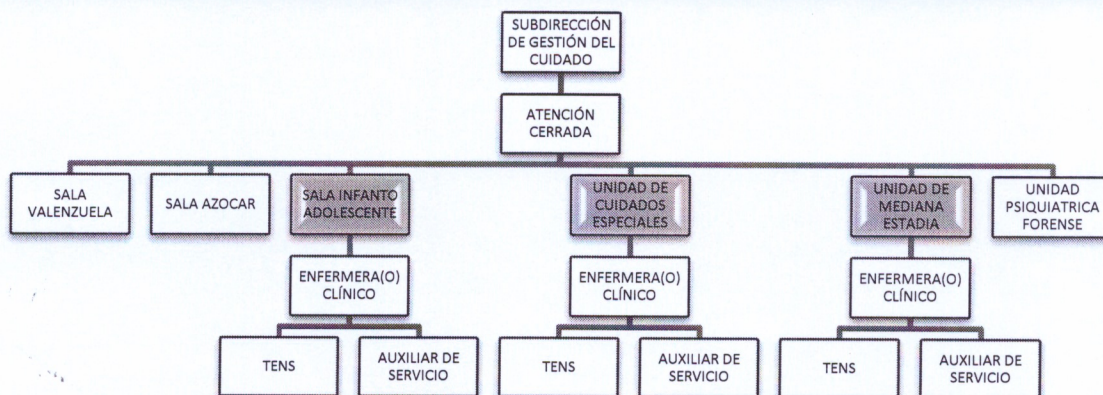 SUBDIRECCIÓN
DE GESTIÓN DEL
CUIDADO
ATENCIÓN
CERRADA
SALA
VALENZUELA
SALA AZOCAR
SALA INFANTO
ADOLESCENTE
UNIDAD DE
CUIDADOS
ESPECIALES
UNIDAD DE
MEDIANA
ESTADIA
UNIDAD
PSIQUIATRICA
FORENSE
ENFERMERA(O)
CLÍNICO
ENFERMERA(O)
CLÍNICO
ENFERMERA(O)
CLÍNICO
TENS
AUXILIAR DE
SERVICIO
TENS
AUXILIAR DE
SERVICIO
TENS
AUXILIAR DE
SERVICIO